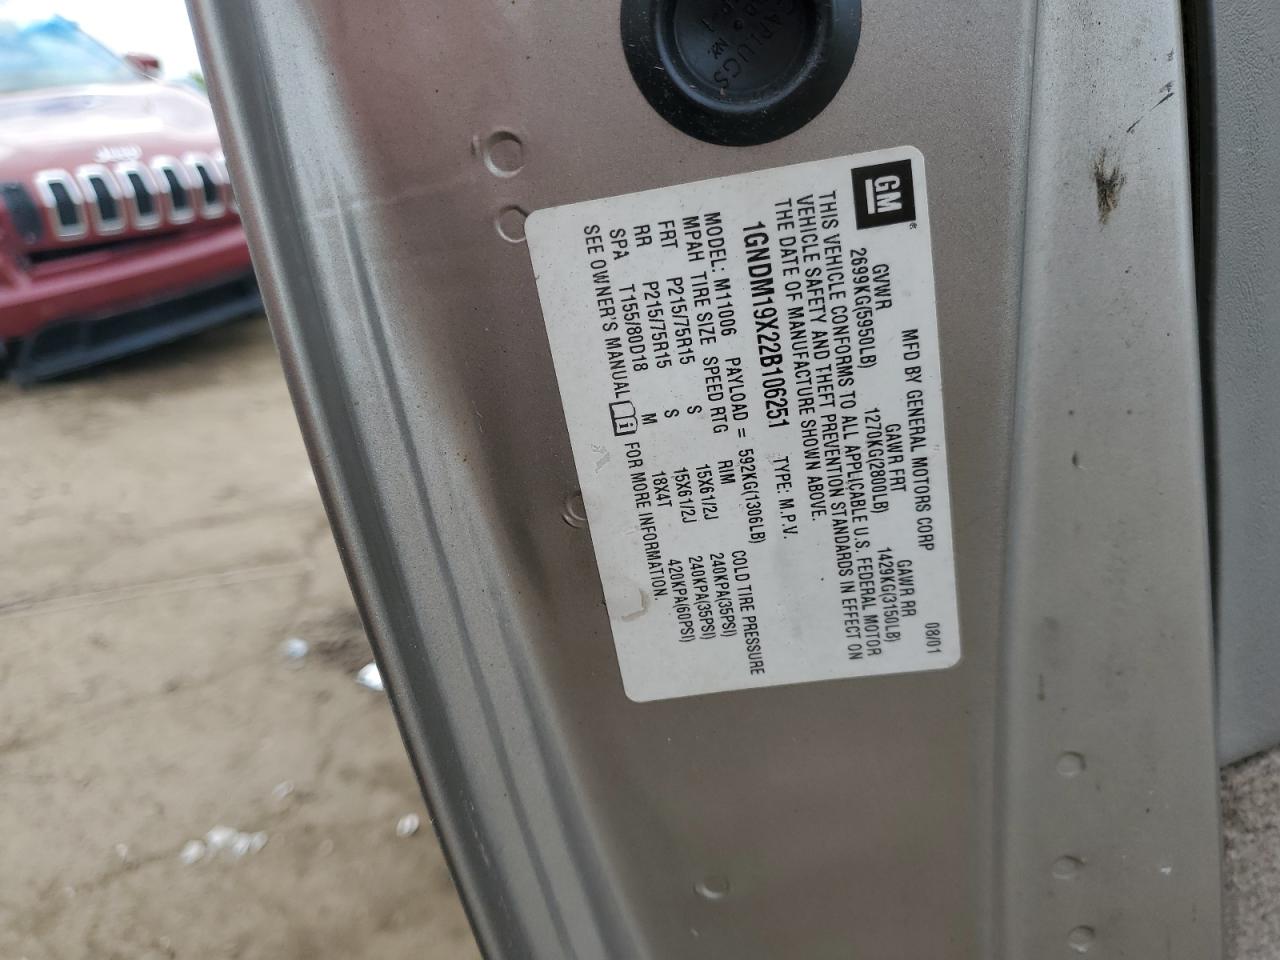 GM
MFD BY GENERAL MOTORS CORP 08/01
GVWR GAWR FRT GAWR RR
2699KG(5950LB) 1270KG(2800LB) 1429KG(3150LB)
THIS VEHICLE CONFORMS TO ALL APPLICABLE U.S. FEDERAL MOTOR
VEHICLE SAFETY AND THEFT PREVENTION STANDARDS IN EFFECT ON
THE DATE OF MANUFACTURE SHOWN ABOVE.
1GNDM19X22B106251 TYPE: M.P.V.
MODEL: M11006 PAYLOAD = 592KG(1306LB)
MPAH TIRE SIZE SPEED RTG RIM COLD TIRE PRESSURE
FRT P215/75R15 S 15X61/2J 240KPA(35PSI)
RR P215/75R15 S 15X61/2J 240KPA(35PSI)
SPA T155/80D18 M 18X4T 420KPA(60PSI)
SEE OWNER'S MANUAL i FOR MORE INFORMATION
CAPLUGS
Jeep